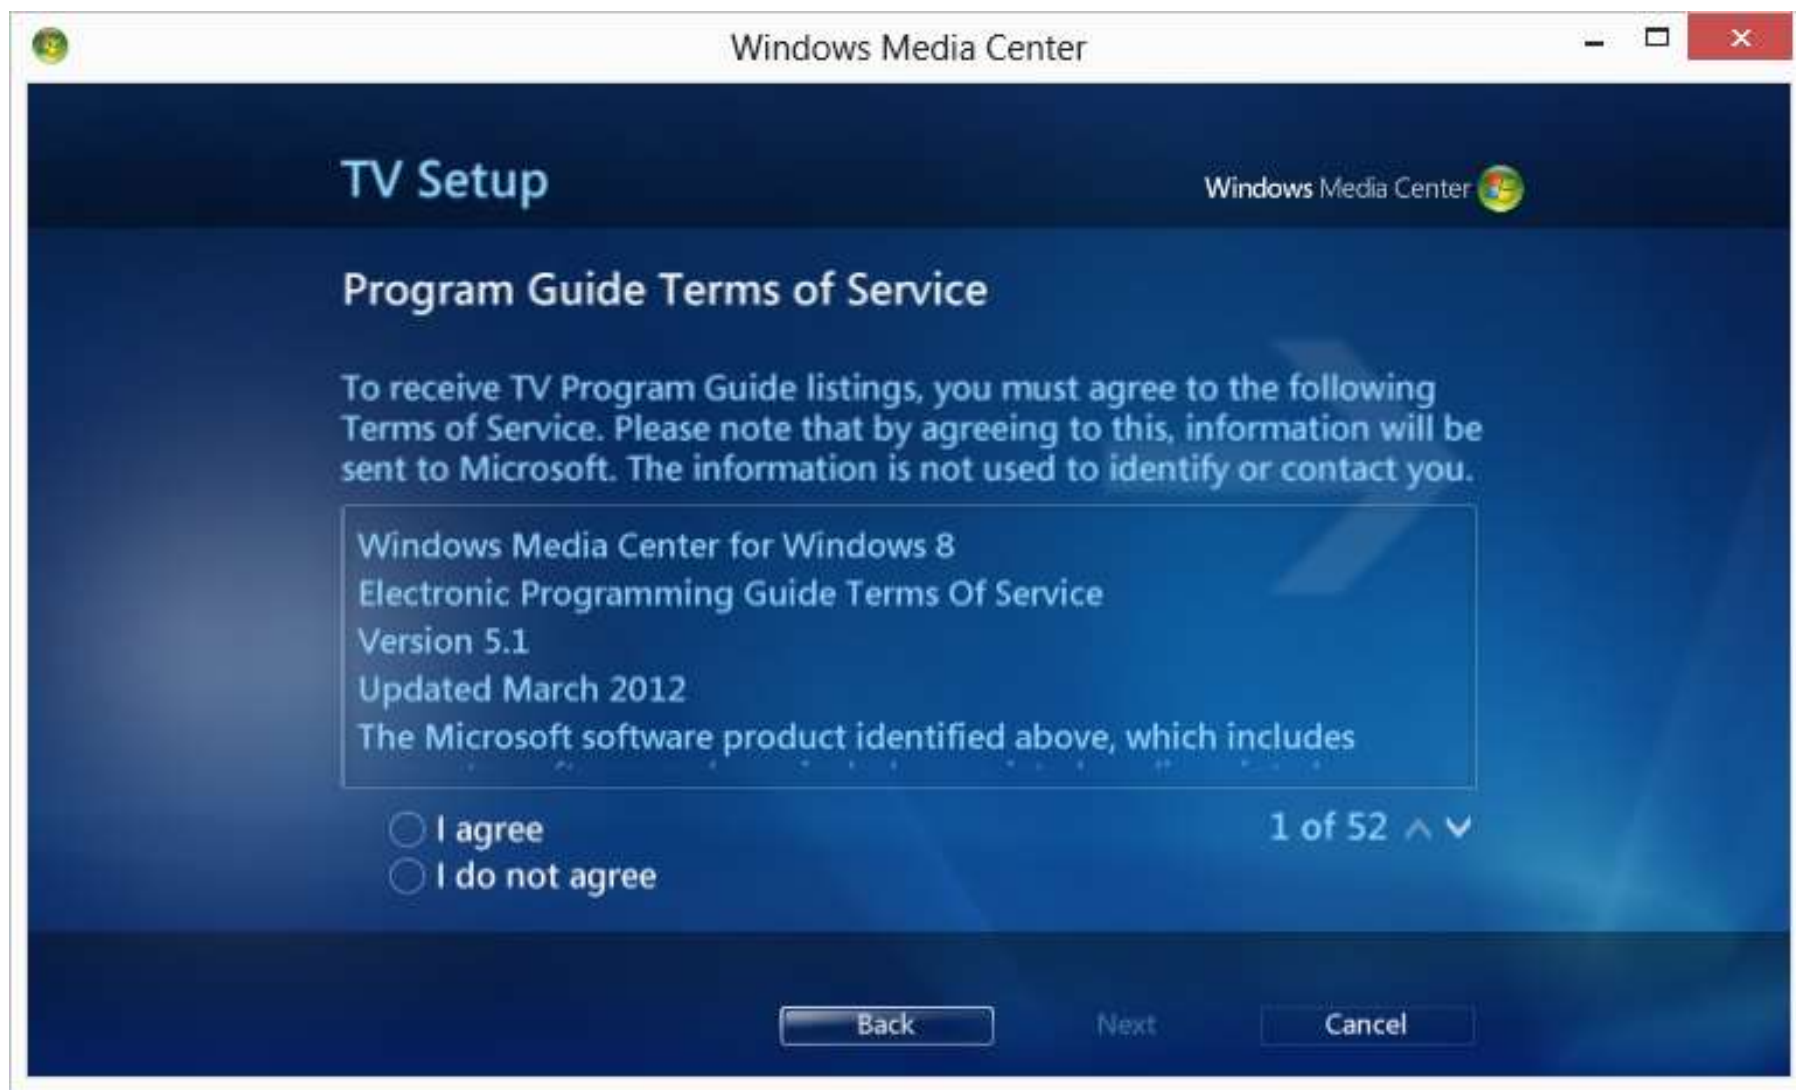 Windows Media Center
TV Setup
Windows Media Center
Program Guide Terms of Service
To receive TV Program Guide listings, you must agree to the following
Terms of Service. Please note that by agreeing to this, information will be
sent to Microsoft. The information is not used to identify or contact you.
Windows Media Center for Windows 8
Electronic Programming Guide Terms Of Service
Version 5.1
Updated March 2012
The Microsoft software product identified above, which includes
I agree
1 of 52
I do not agree
Back
Next
Cancel